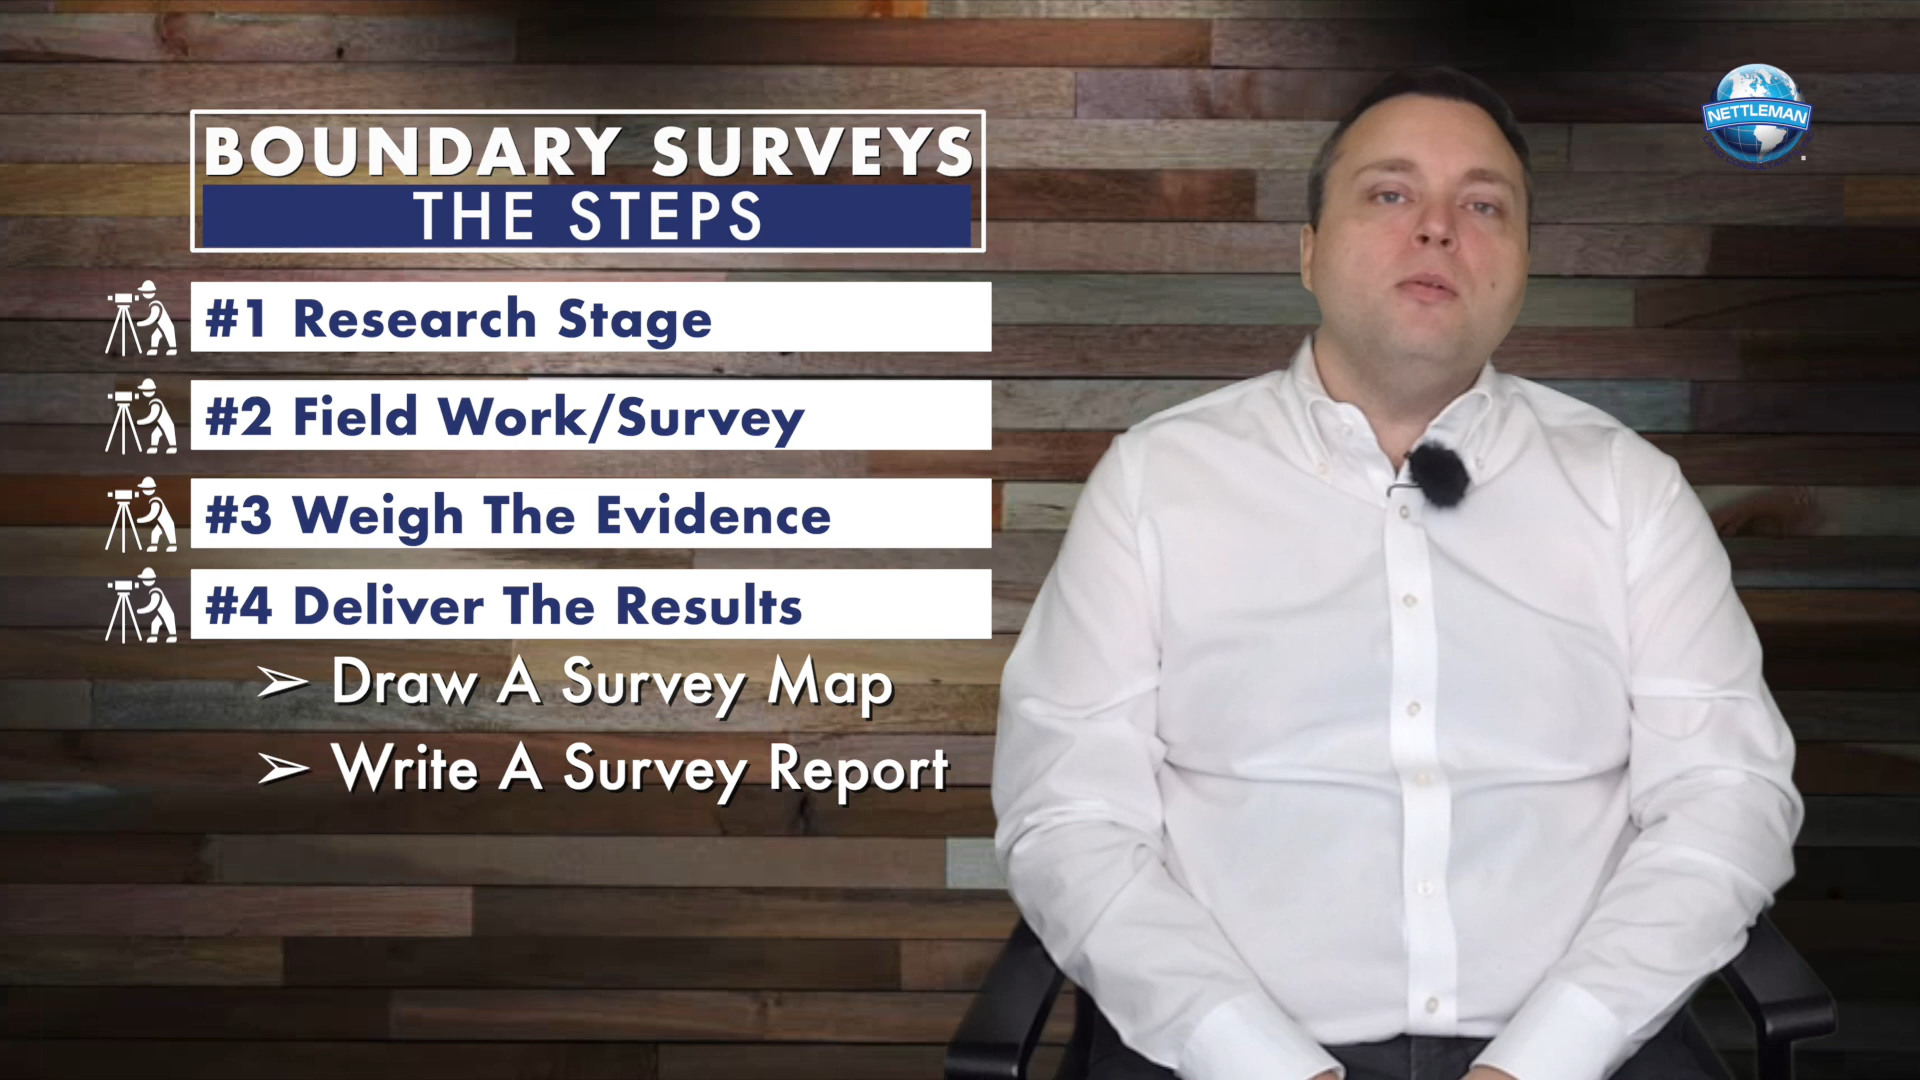 BOUNDARY SURVEYS
THE STEPS
NETTLEMAN
#1 Research Stage
#2 Field Work/Survey
#3 Weigh The Evidence
#4 Deliver The Results
➢ Draw A Survey Map
➢ Write A Survey Report